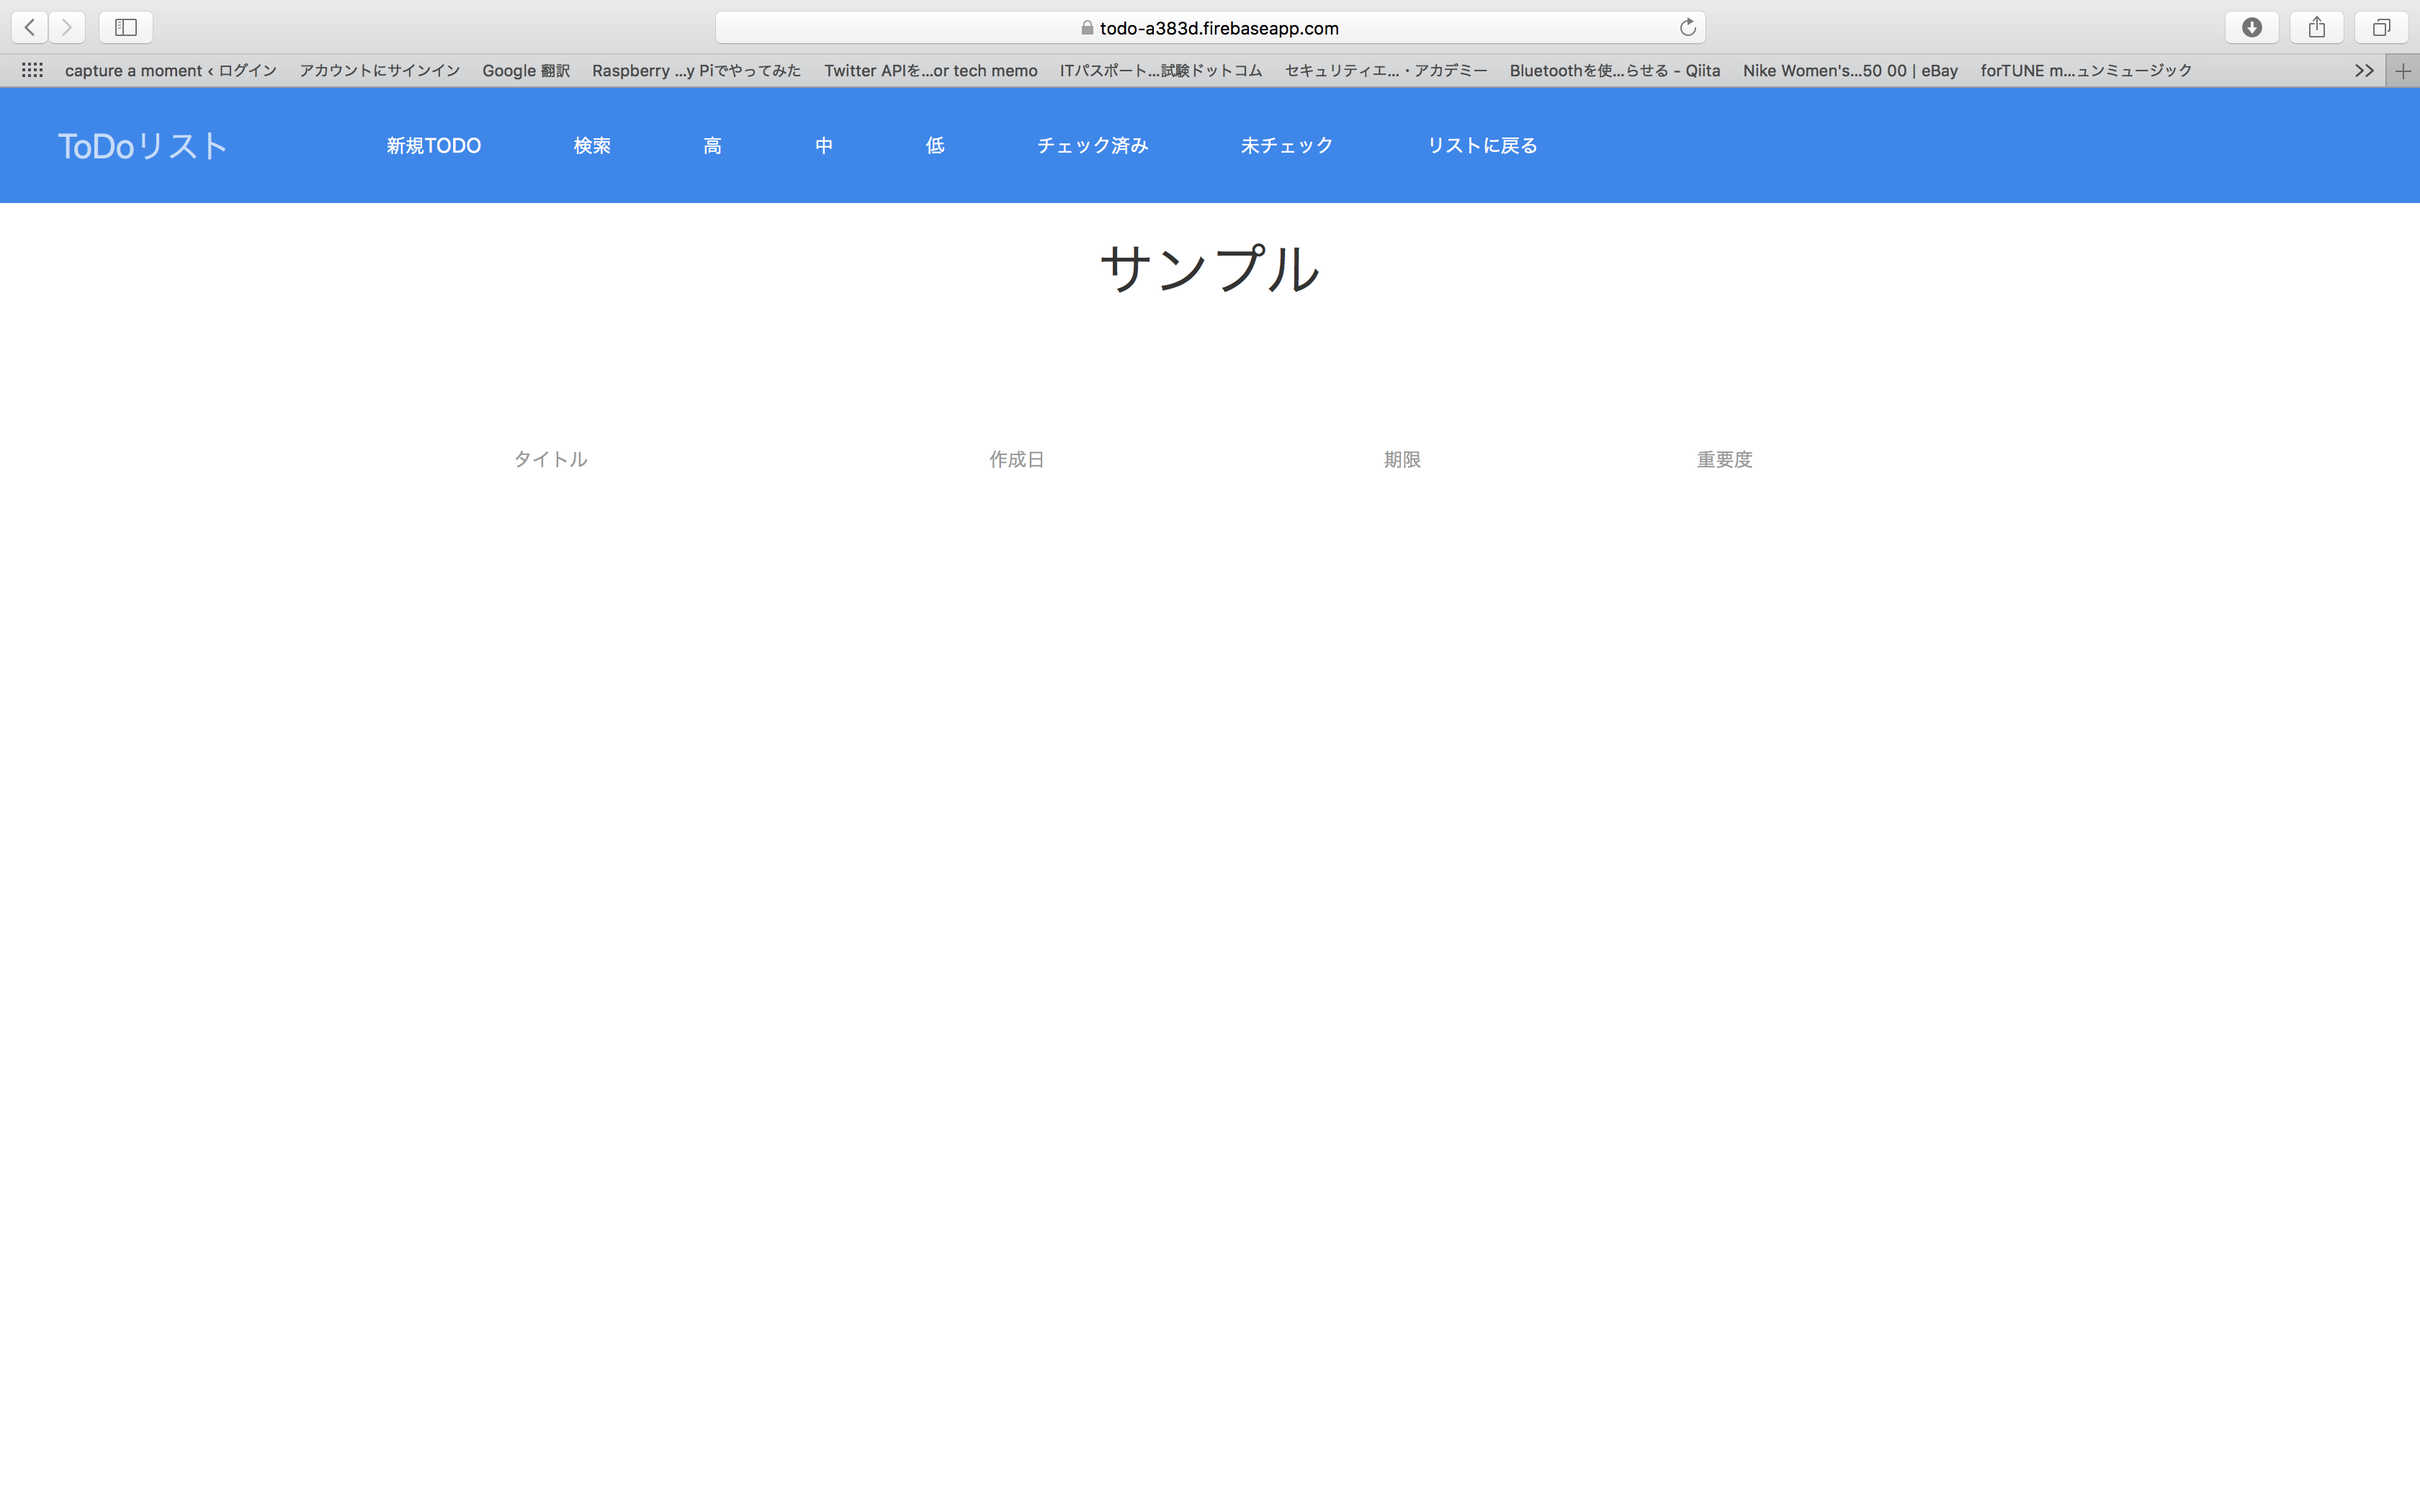 todo-a383d.firebaseapp.com
capture a moment ‹ ログイン アカウントにサインイン Google 翻訳 Raspberry ...y Piでやってみた Twitter APIを...or tech memo ITパスポート...試験ドットコム セキュリティエ...・アカデミー Bluetoothを使...らせる - Qiita Nike Women's...50 00 | eBay forTUNE m...ュンミュージック
ToDoリスト 新規TODO 検索 高 中 低 チェック済み 未チェック リストに戻る
サンプル
タイトル 作成日 期限 重要度